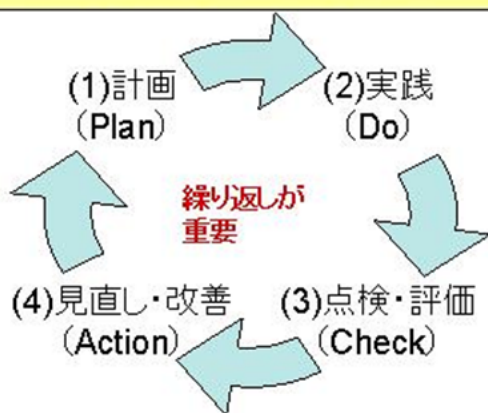 (1)計画
(Plan)
(2)実践
(Do)
繰り返しが
重要
(3)点検・評価
(Check)
(4)見直し・改善
(Action)